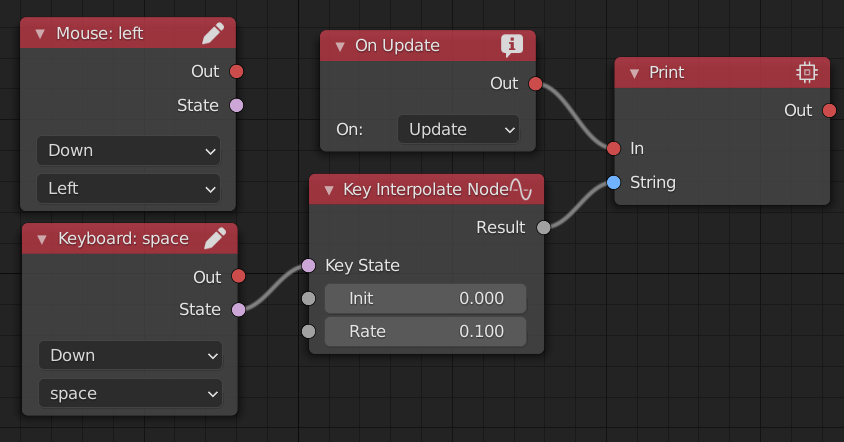 Mouse: left
Out
State
Down
Left
Keyboard: space
Out
State
Down
space
On Update
Out
On: Update
Key Interpolate Node
Result
Key State
Init 0.000
Rate 0.100
Print
Out
In
String